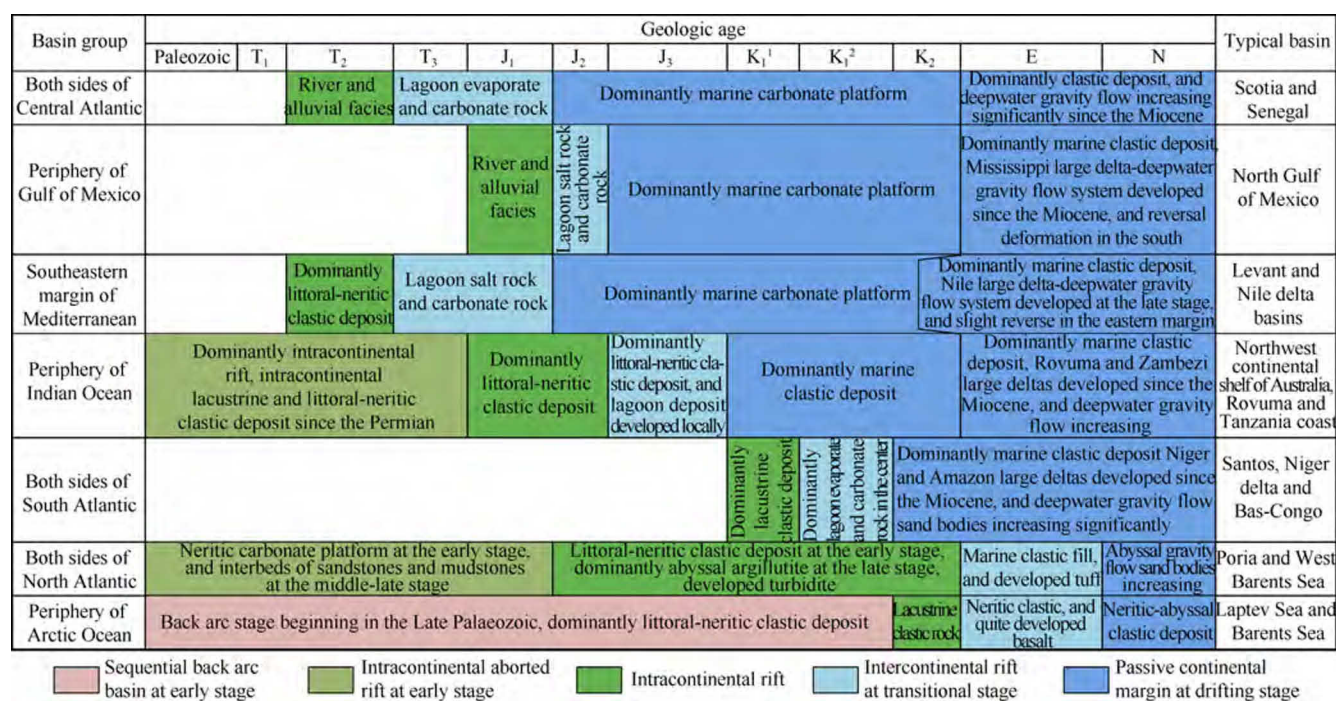 Basin group
Geologic age
Typical basin
Paleozoic
T₁
T₂
T₃
J₁
J₂
J₃
K₁¹
K₁²
K₂
E
N
Both sides of
Central Atlantic
River and
alluvial facies
Lagoon evaporate
and carbonate rock
Dominantly marine carbonate platform
Dominantly clastic deposit, and
deepwater gravity flow increasing
significantly since the Miocene
Scotia and
Senegal
Periphery of
Gulf of Mexico
River and
alluvial
facies
Lagoon salt rock
and carbonate
rock
Dominantly marine carbonate platform
Dominantly marine clastic deposit,
Mississippi large delta-deepwater
gravity flow system developed
since the Miocene, and reversal
deformation in the south
North Gulf
of Mexico
Southeastern
margin of
Mediterranean
Dominantly
littoral-neritic
clastic deposit
Lagoon salt rock
and carbonate rock
Dominantly marine carbonate platform
Dominantly marine clastic deposit,
Nile large delta-deepwater gravity
flow system developed at the late stage,
and slight reverse in the eastern margin
Levant and
Nile delta
basins
Periphery of
Indian Ocean
Dominantly intracontinental
rift, intracontinental
lacustrine and littoral-neritic
clastic deposit since the Permian
Dominantly
littoral-neritic
clastic deposit
Dominantly
littoral-neritic cla-
stic deposit, and
lagoon deposit
developed locally
Dominantly marine
clastic deposit
Dominantly marine clastic
deposit, Rovuma and Zambezi
large deltas developed since the
Miocene, and deepwater gravity
flow increasing
Northwest
continental
shelf of Australia,
Rovuma and
Tanzania coast
Both sides of
South Atlantic
Dominantly
lacustrine
clastic deposit
Dominantly
lagoon evaporate
and carbonate
rock in the center
Dominantly marine clastic deposit Niger
and Amazon large deltas developed since
the Miocene, and deepwater gravity flow
sand bodies increasing significantly
Santos, Niger
delta and
Bas-Congo
Both sides of
North Atlantic
Neritic carbonate platform at the early stage,
and interbeds of sandstones and mudstones
at the middle-late stage
Littoral-neritic clastic deposit at the early stage,
dominantly abyssal argillutite at the late stage,
developed turbidite
Marine clastic fill,
and developed tuff
Abyssal gravity
flow sand bodies
increasing
Poria and West
Barents Sea
Periphery of
Arctic Ocean
Back arc stage beginning in the Late Palaeozoic, dominantly littoral-neritic clastic deposit
Lacustrine
clastic rock
Neritic clastic, and
quite developed
basalt
Neritic-abyssal
clastic deposit
Laptev Sea and
Barents Sea
Sequential back arc
basin at early stage
Intracontinental aborted
rift at early stage
Intracontinental rift
Intercontinental rift
at transitional stage
Passive continental
margin at drifting stage